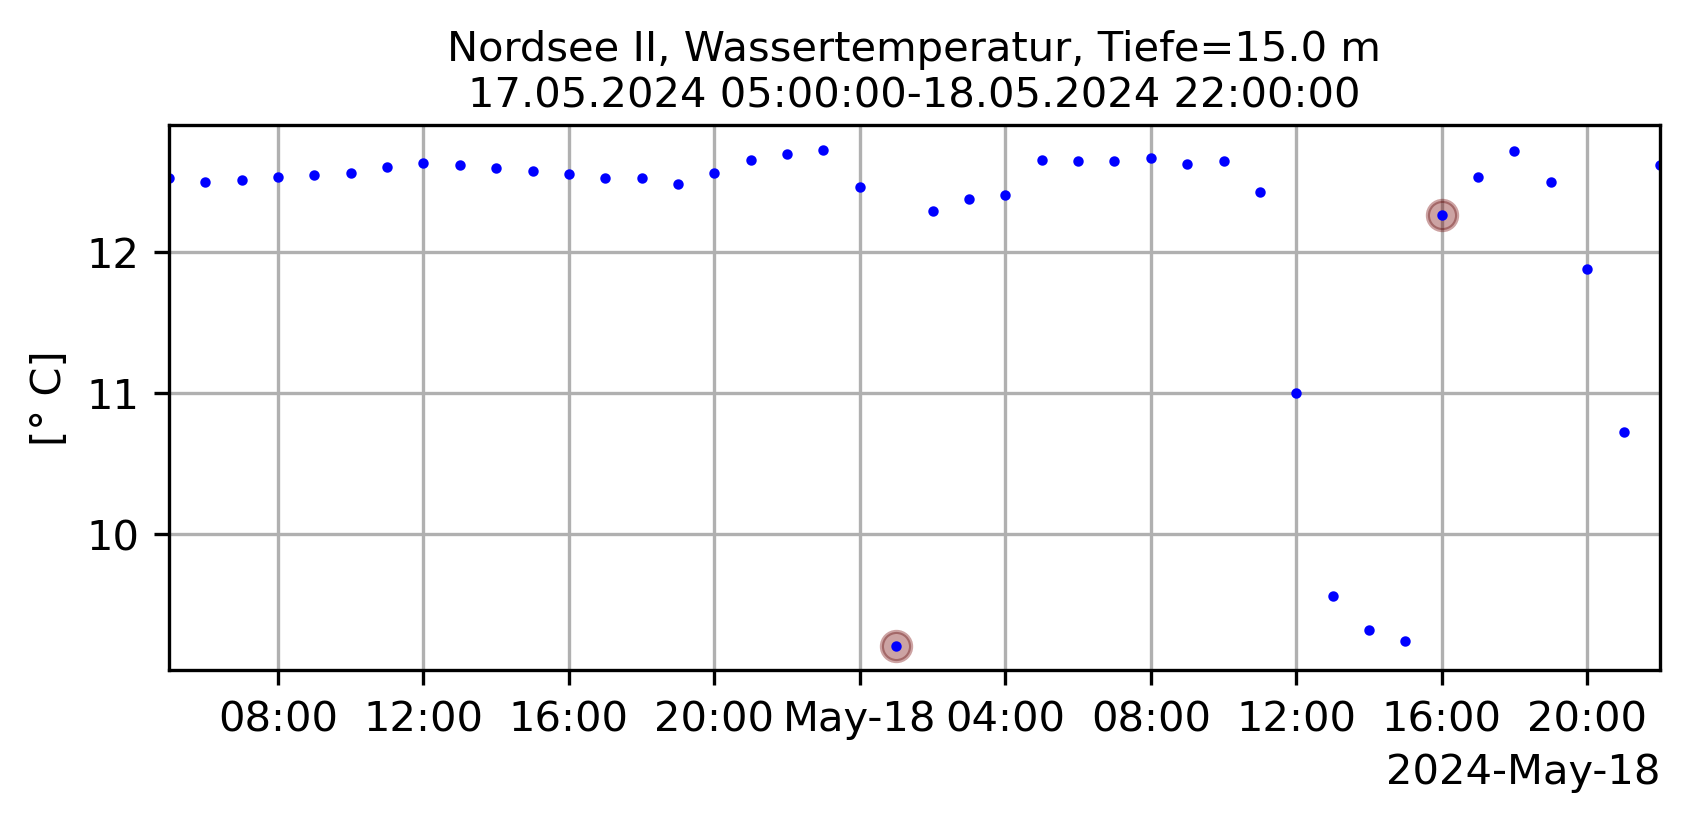 Nordsee II, Wassertemperatur, Tiefe=15.0 m
17.05.2024 05:00:00-18.05.2024 22:00:00
[° C]
12
11
10
08:00 12:00 16:00 20:00 May-18 04:00 08:00 12:00 16:00 20:00
2024-May-18